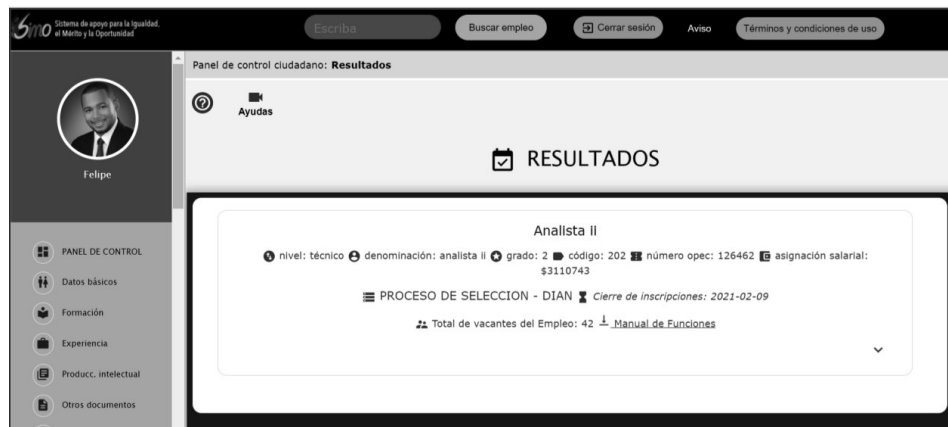 Simo Sistema de apoyo para la Igualdad,
el Mérito y la Oportunidad
Escriba
Buscar empleo
Cerrar sesión
Aviso
Términos y condiciones de uso
Panel de control ciudadano: Resultados
Ayudas
RESULTADOS
Felipe
PANEL DE CONTROL
Datos básicos
Formación
Experiencia
Producc. intelectual
Otros documentos
Analista ii
nivel: técnico denominación: analista ii grado: 2 código: 202 número opec: 126462 asignación salarial:
$3110743
PROCESO DE SELECCION - DIAN Cierre de inscripciones: 2021-02-09
Total de vacantes del Empleo: 42 Manual de Funciones